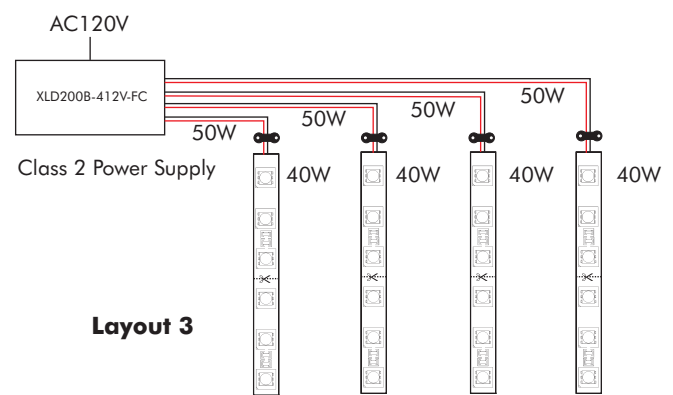 AC120V
XLD200B-412V-FC
50W
50W
50W
50W
Class 2 Power Supply
40W
40W
40W
40W
Layout 3